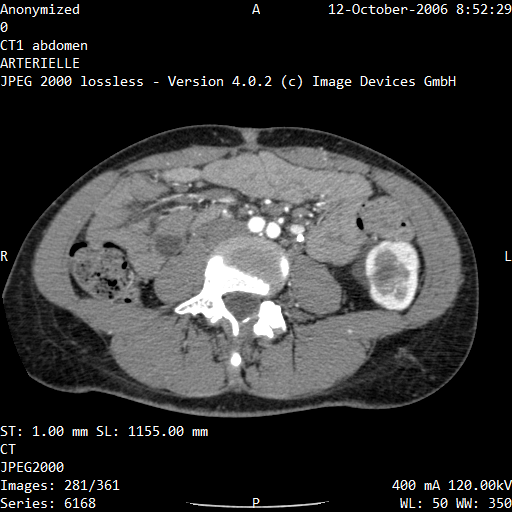 Anonymized A 12-October-2006 8:52:29
0
CT1 abdomen
ARTERIELLE
JPEG 2000 lossless - Version 4.0.2 (c) Image Devices GmbH
R L
ST: 1.00 mm SL: 1155.00 mm
CT
JPEG2000
Images: 281/361 400 mA 120.00kV
Series: 6168 P WL: 50 WW: 350